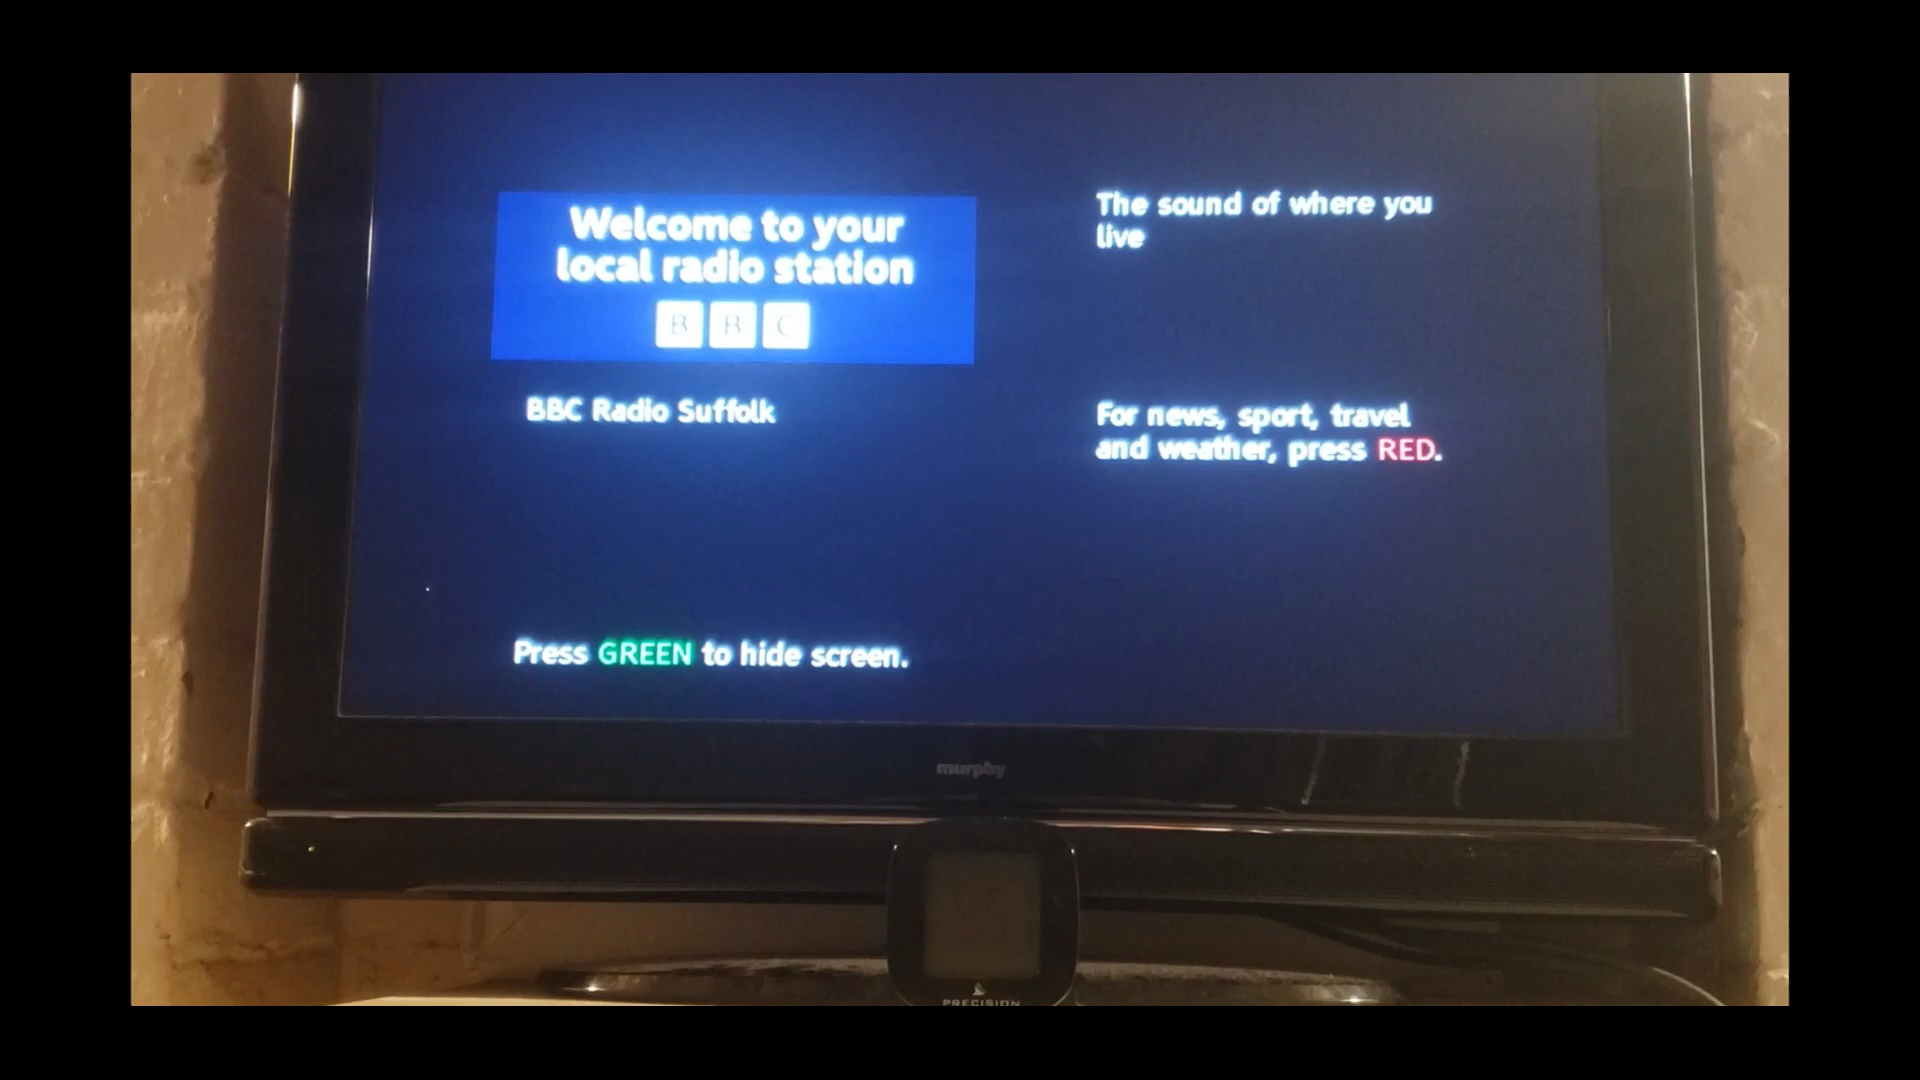 Welcome to your
local radio station
BBC
BBC Radio Suffolk
The sound of where you
live
For news, sport, travel
and weather, press RED.
Press GREEN to hide screen.
murphy
PRECISION